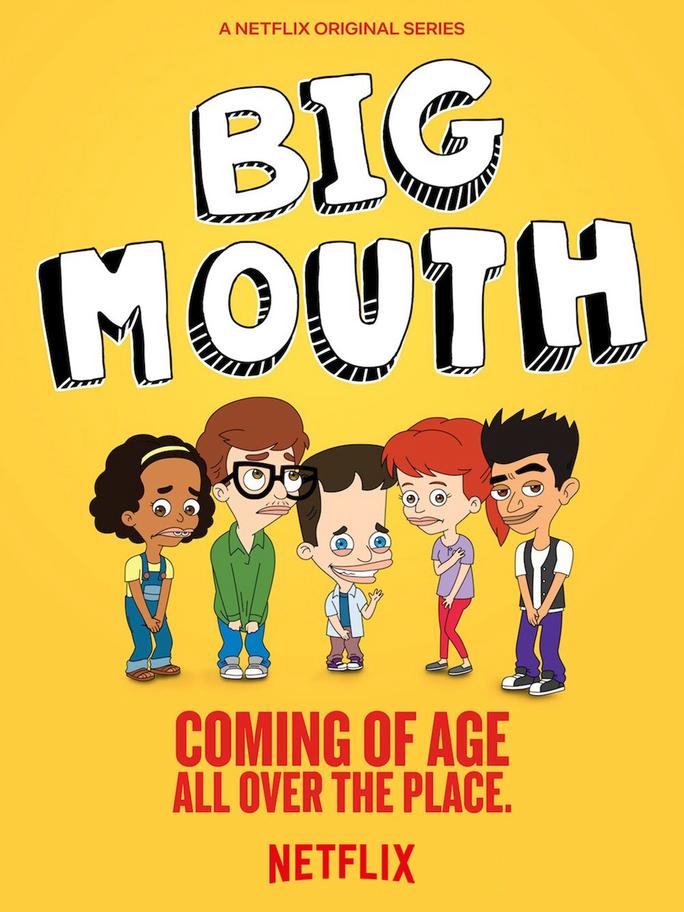 A NETFLIX ORIGINAL SERIES
BIG
MOUTH
COMING OF AGE
ALL OVER THE PLACE.
NETFLIX